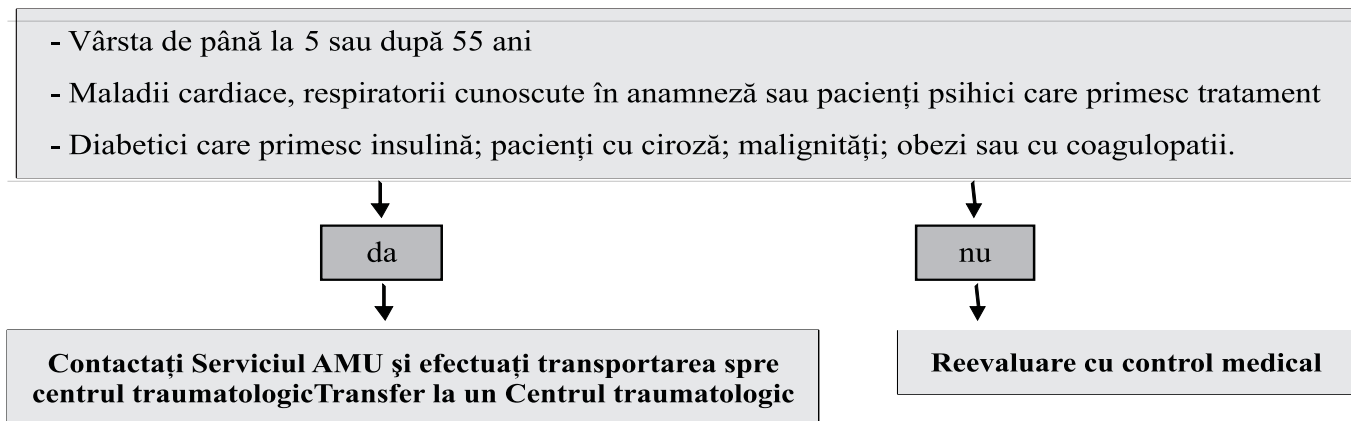 - Vârsta de până la 5 sau după 55 ani
- Maladii cardiace, respiratorii cunoscute în anamneză sau pacienți psihici care primesc tratament
- Diabetici care primesc insulină; pacienți cu ciroză; malignități; obezi sau cu coagulopatii.
da
nu
Contactați Serviciul AMU şi efectuați transportarea spre
centrul traumatologicTransfer la un Centrul traumatologic
Reevaluare cu control medical